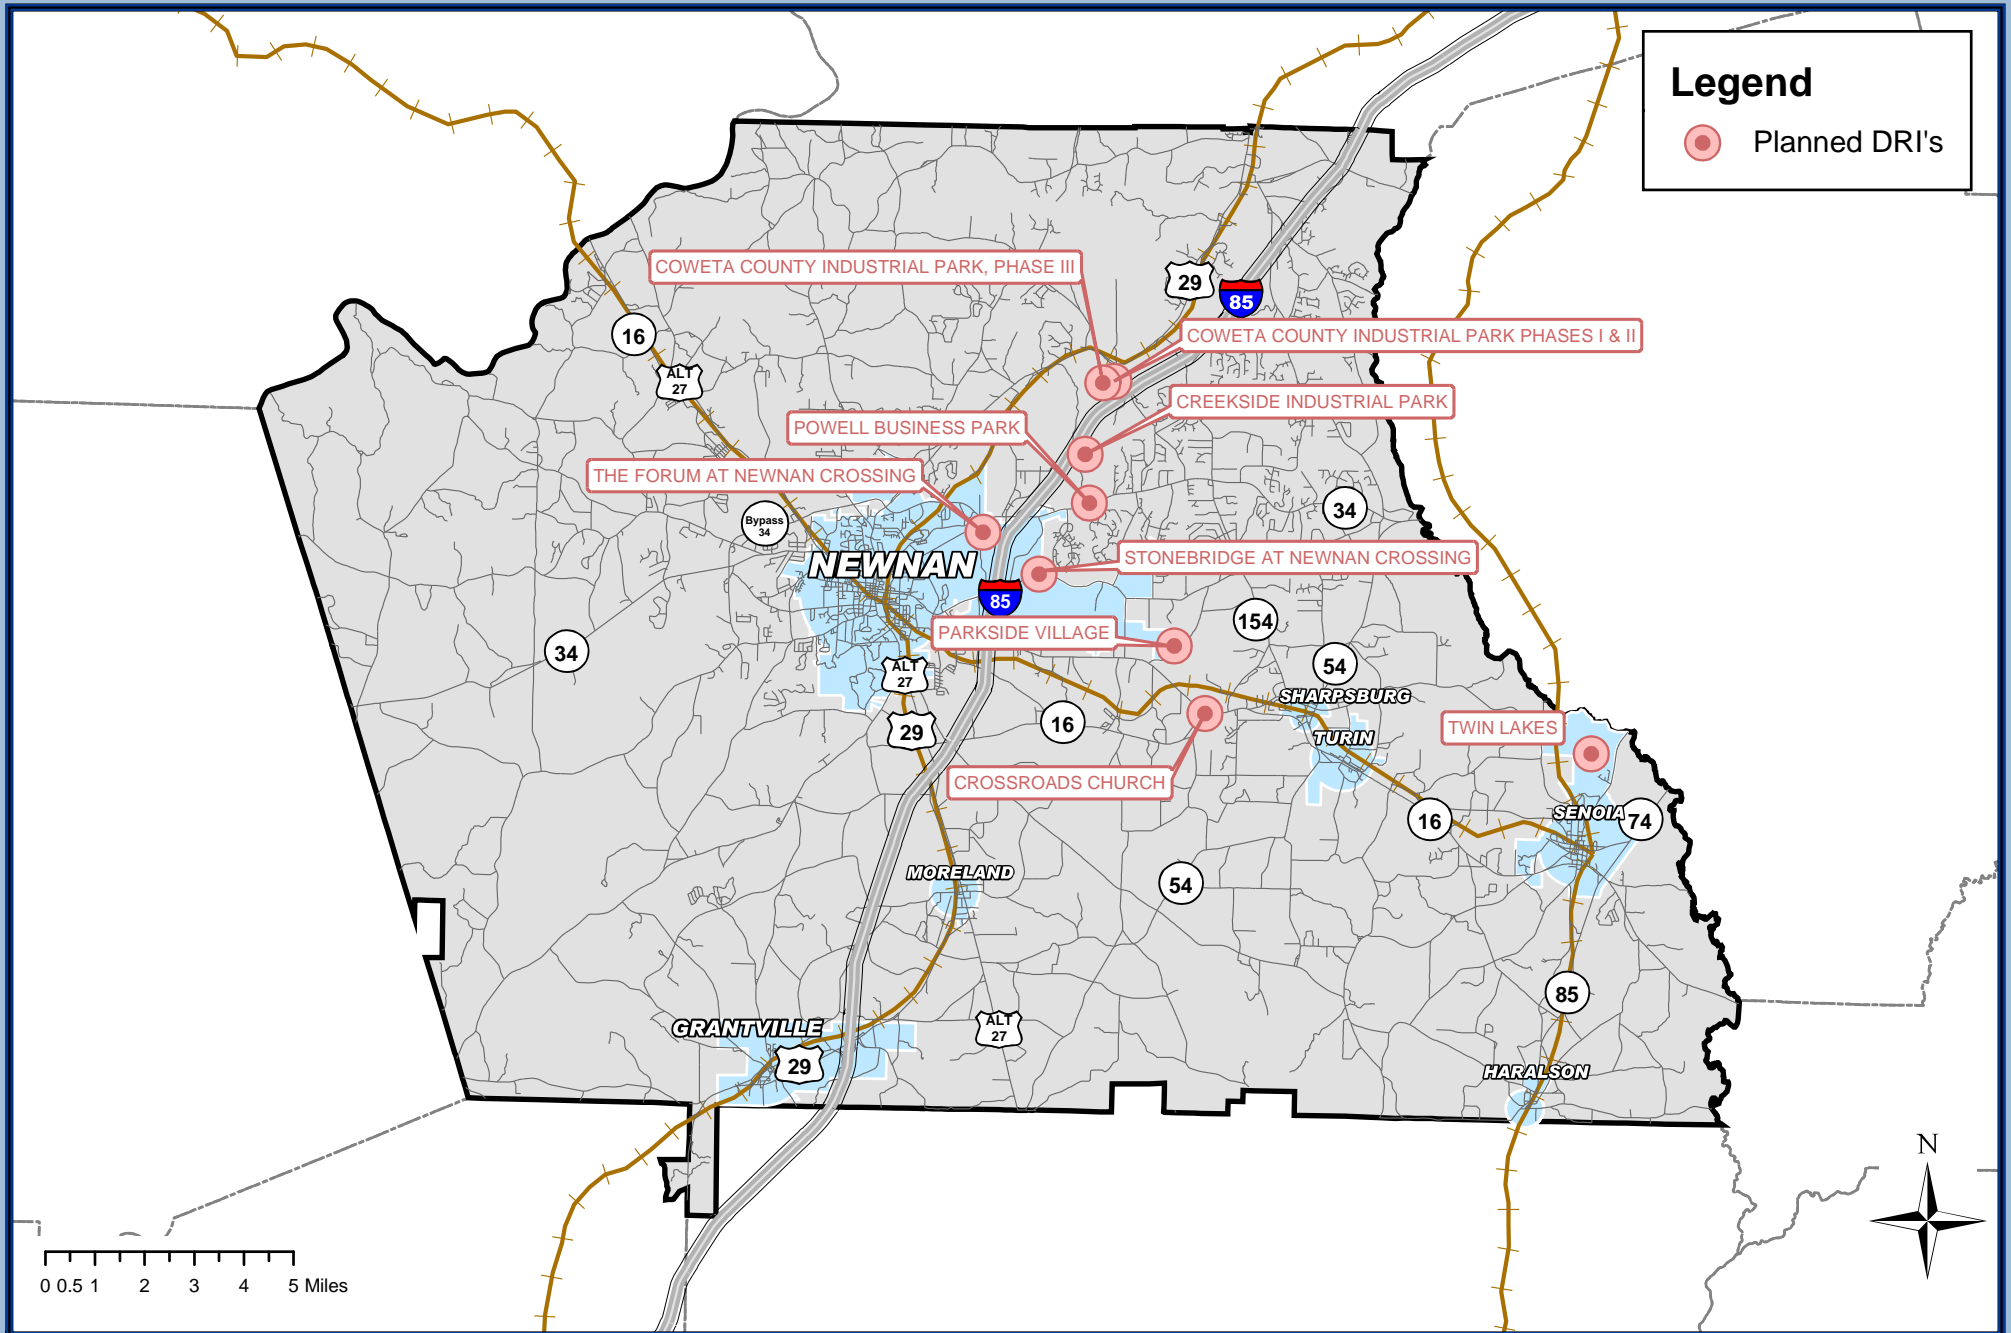 Legend
Planned DRI's
COWETA COUNTY INDUSTRIAL PARK, PHASE III
29
85
16
COWETA COUNTY INDUSTRIAL PARK PHASES I & II
ALT
27
CREEKSIDE INDUSTRIAL PARK
POWELL BUSINESS PARK
THE FORUM AT NEWNAN CROSSING
34
Bypass
34
NEWNAN
STONEBRIDGE AT NEWNAN CROSSING
85
154
PARKSIDE VILLAGE
34
54
ALT
27
SHARPSBURG
16
29
TWIN LAKES
TURIN
CROSSROADS CHURCH
SENOIA
74
16
MORELAND
54
85
GRANTVILLE
ALT
27
29
HARALSON
N
0 0.5 1 2 3 4 5 Miles